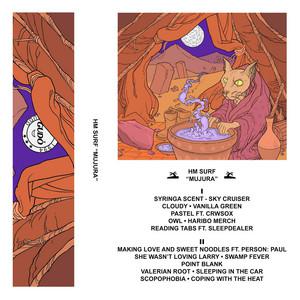 GUDO
HM SURF "MUJURA"
HM SURF
"MUJURA"
I
SYRINGA SCENT - SKY CRUISER
CLOUDY • VANILLA GREEN
PASTEL FT. CRWSOX
OWL • HARIBO MERCH
READING TABS FT. SLEEPDEALER
II
MAKING LOVE AND SWEET NOODLES FT. PERSON: PAUL
SHE WASN'T LOVING LARRY • SWAMP FEVER
POINT BLANK
VALERIAN ROOT • SLEEPING IN THE CAR
SCOPOPHOBIA • COPING WITH THE HEAT